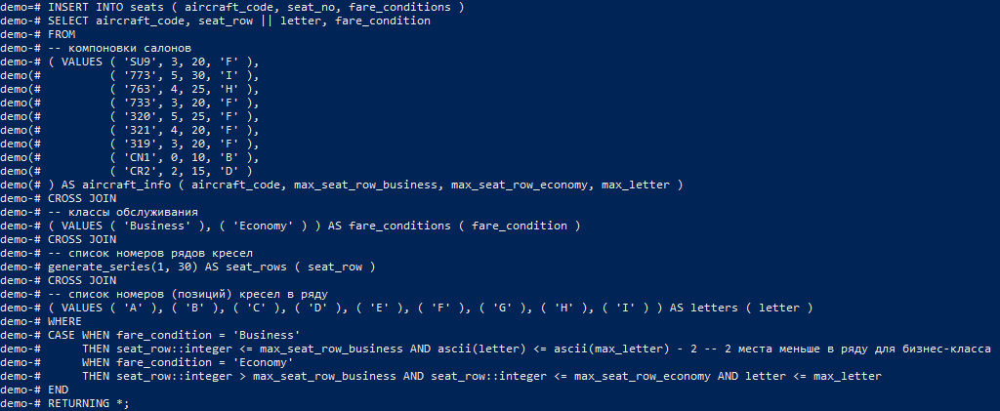 demo=# INSERT INTO seats ( aircraft_code, seat_no, fare_conditions )
demo-# SELECT aircraft_code, seat_row || letter, fare_condition
demo-# FROM
demo-# -- компоновки салонов
demo-# ( VALUES ( 'SU9', 3, 20, 'F' ),
demo(#          ( '773', 5, 30, 'I' ),
demo(#          ( '763', 4, 25, 'H' ),
demo(#          ( '733', 3, 20, 'F' ),
demo(#          ( '320', 5, 25, 'F' ),
demo(#          ( '321', 4, 20, 'F' ),
demo(#          ( '319', 3, 20, 'F' ),
demo(#          ( 'CN1', 0, 10, 'B' ),
demo(#          ( 'CR2', 2, 15, 'D' )
demo(# ) AS aircraft_info ( aircraft_code, max_seat_row_business, max_seat_row_economy, max_letter )
demo-# CROSS JOIN
demo-# -- классы обслуживания
demo-# ( VALUES ( 'Business' ), ( 'Economy' ) ) AS fare_conditions ( fare_condition )
demo-# CROSS JOIN
demo-# -- список номеров рядов кресел
demo-# generate_series(1, 30) AS seat_rows ( seat_row )
demo-# CROSS JOIN
demo-# -- список номеров (позиций) кресел в ряду
demo-# ( VALUES ( 'A' ), ( 'B' ), ( 'C' ), ( 'D' ), ( 'E' ), ( 'F' ), ( 'G' ), ( 'H' ), ( 'I' ) ) AS letters ( letter )
demo-# WHERE
demo-# CASE WHEN fare_condition = 'Business'
demo-#      THEN seat_row::integer <= max_seat_row_business AND ascii(letter) <= ascii(max_letter) - 2 -- 2 места меньше в ряду для бизнес-класса
demo-#      WHEN fare_condition = 'Economy'
demo-#      THEN seat_row::integer > max_seat_row_business AND seat_row::integer <= max_seat_row_economy AND letter <= max_letter
demo-# END
demo-# RETURNING *;